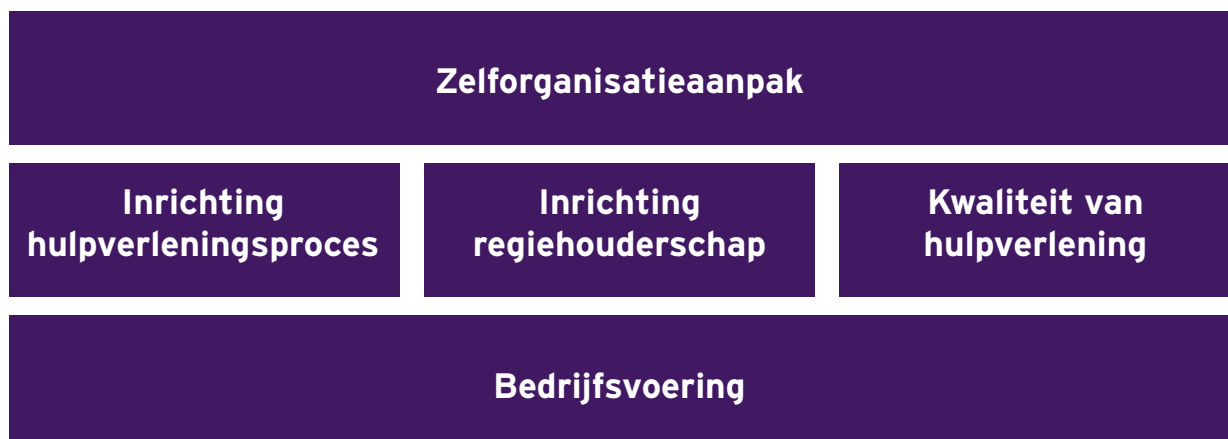 Zelforganisatieaanpak
Inrichting
hulpverleningsproces
Inrichting
regiehouderschap
Kwaliteit van
hulpverlening
Bedrijfsvoering